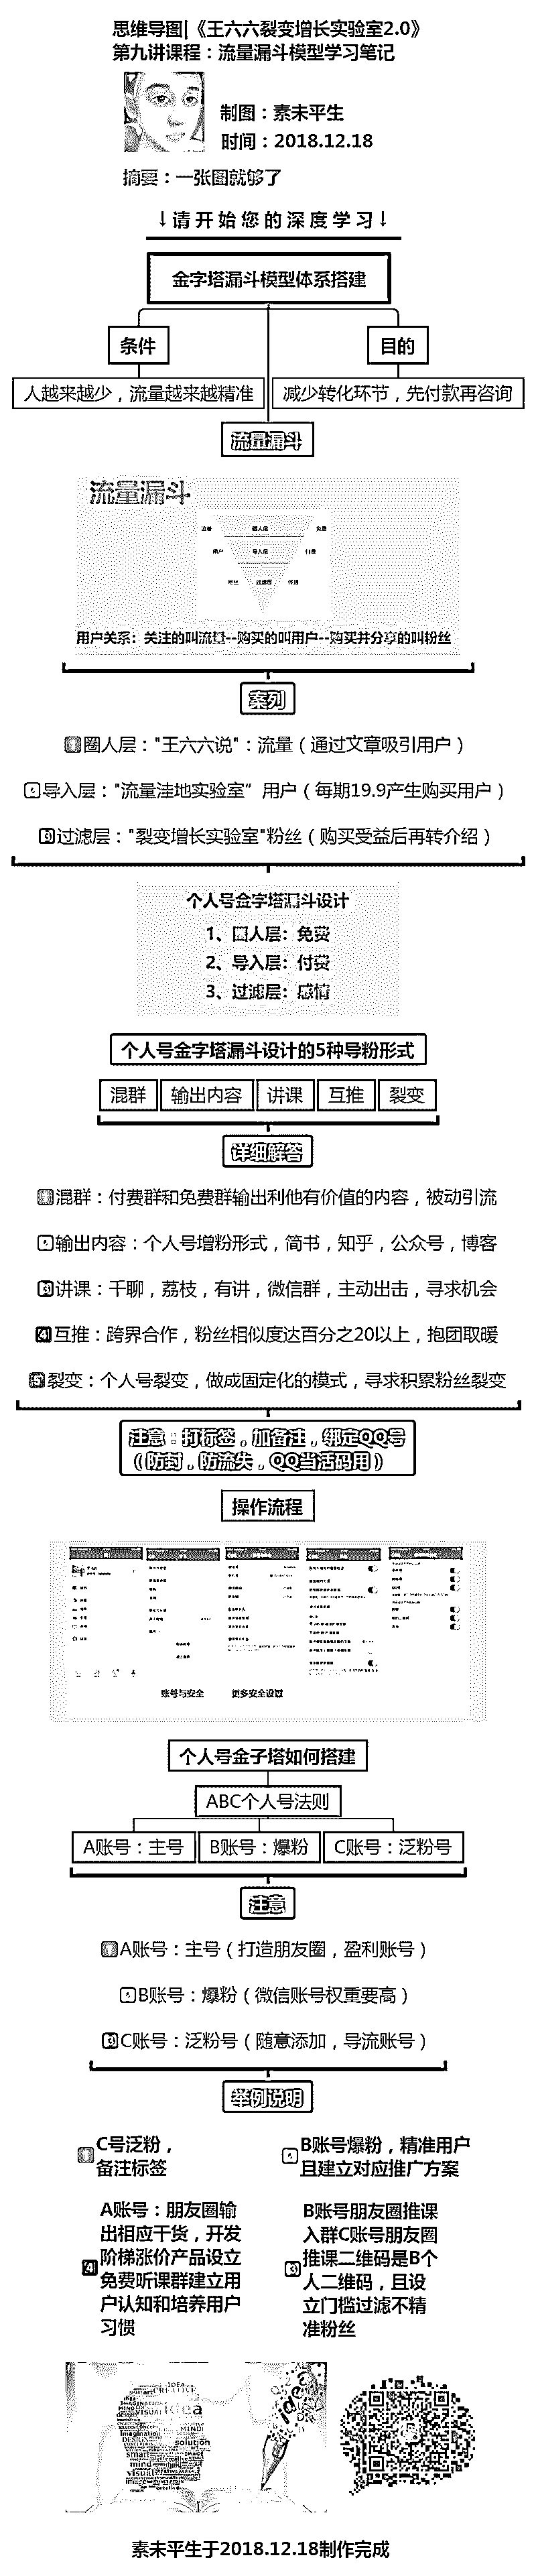 思维导图|《王六六裂变增长实验室2.0》
第九讲课程：流量漏斗模型学习笔记
制图：素未平生
时间：2018.12.18
摘要：一张图就够了
↓请开始您的深度学习↓
金字塔漏斗模型体系搭建
条件
目的
人越来越少，流量越来越精准
减少转化环节，先付款再咨询
流量漏斗
流量漏斗
流量 圈人层 免费
用户 导入层 付费
粉丝 过滤层
用户关系：关注的叫流量--购买的叫用户--购买并分享的叫粉丝
案列
1圈人层："王六六说"：流量（通过文章吸引用户）
导入层："流量洼地实验室”用户（每期19.9产生购买用户）
3过滤层："裂变增长实验室"粉丝（购买受益后再转介绍）
个人号金字塔漏斗设计
1、圈人层：免费
2、导入层：付费
3、过滤层：感情
个人号金字塔漏斗设计的5种导粉形式
混群 输出内容 讲课 互推 裂变
详细解答
1混群：付费群和免费群输出利他有价值的内容，被动引流
输出内容：个人号增粉形式，简书，知乎，公众号，博客
3讲课：千聊，荔枝，有讲，微信群，主动出击，寻求机会
4互推：跨界合作，粉丝相似度达百分之20以上，抱团取暖
5裂变：个人号裂变，做成固定化的模式，寻求积累粉丝裂变
注意：打标签，加备注，绑定QQ号
（防封，防流失，QQ当活码用）
操作流程
账号与安全
更多安全设置
个人号金子塔如何搭建
ABC个人号法则
A账号：主号 B账号：爆粉 C账号：泛粉号
注意
1A账号：主号（打造朋友圈，盈利账号）
B账号：爆粉（微信账号权重要高）
3C账号：泛粉号（随意添加，导流账号）
举例说明
1C号泛粉，
备注标签
B账号爆粉，精准用户
且建立对应推广方案
A账号：朋友圈输
出相应干货，开发
阶梯涨价产品设立
4免费听课群建立用
户认知和培养用户
习惯
B账号朋友圈推课
入群C账号朋友圈
3推课二维码是B个
人二维码，且设
立门槛过滤不精
准粉丝
IDEA
CREATIVE
IMAGINATION
VISUAL
idea
MIND
DESIGN
solution
smart
mind
visual
idea
素未平生于2018.12.18制作完成